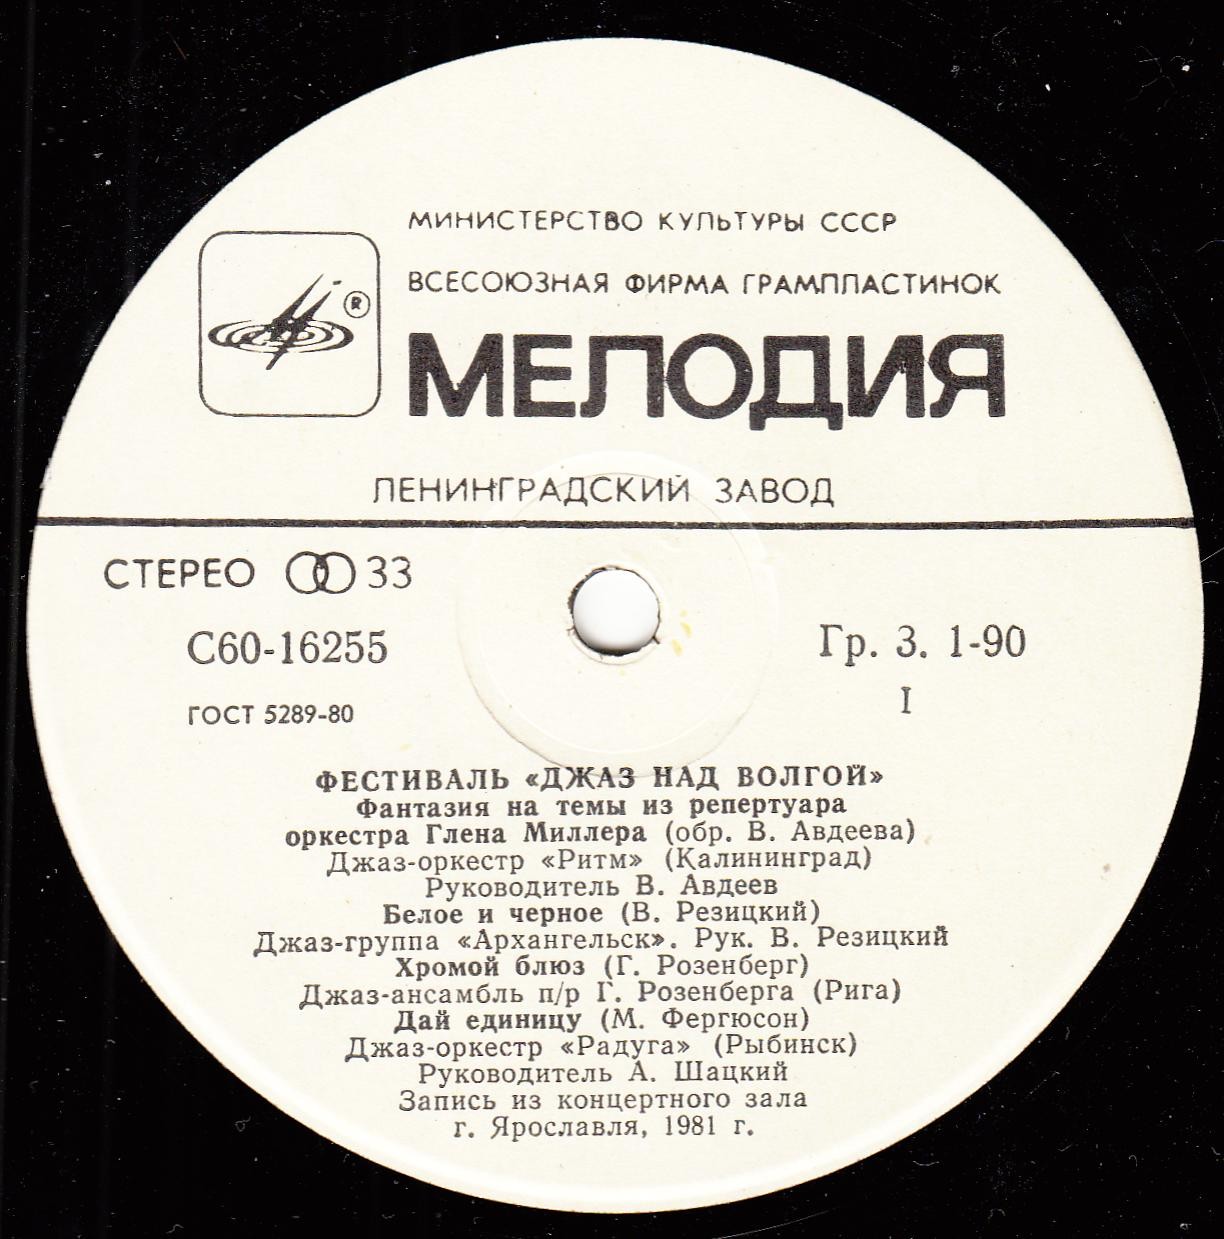 МИНИСТЕРСТВО КУЛЬТУРЫ СССР
ВСЕСОЮЗНАЯ ФИРМА ГРАМПЛАСТИНОК
®
МЕЛОДИЯ
ЛЕНИНГРАДСКИЙ ЗАВОД
СТЕРЕО 33
С60-16255
Гр. 3. 1-90
ГОСТ 5289-80
I
ФЕСТИВАЛЬ «ДЖАЗ НАД ВОЛГОЙ»
Фантазия на темы из репертуара
оркестра Глена Миллера (обр. В. Авдеева)
Джаз-оркестр «Ритм» (Калининград)
Руководитель В. Авдеев
Белое и черное (В. Резицкий)
Джаз-группа «Архангельск». Рук. В. Резицкий
Хромой блюз (Г. Розенберг)
Джаз-ансамбль п/р Г. Розенберга (Рига)
Дай единицу (М. Фергюсон)
Джаз-оркестр «Радуга» (Рыбинск)
Руководитель А. Шацкий
Запись из концертного зала
г. Ярославля, 1981 г.